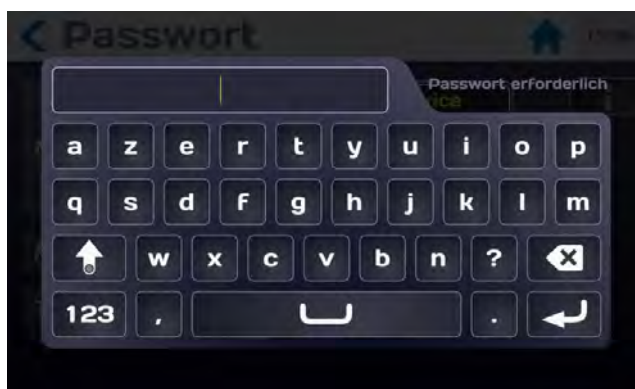 Passwort
Passwort erforderlich
a z e r t y u i o p
q s d f g h j k l m
w x c v b n ?
123 , .